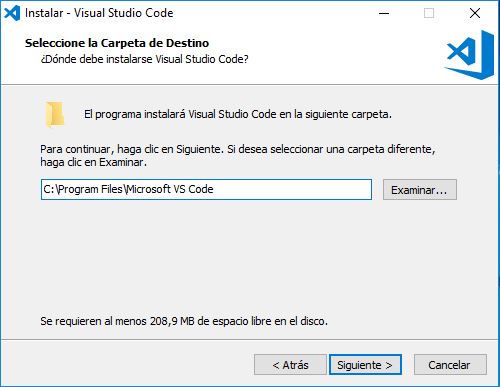 Instalar - Visual Studio Code
Seleccione la Carpeta de Destino
¿Dónde debe instalarse Visual Studio Code?
El programa instalará Visual Studio Code en la siguiente carpeta.
Para continuar, haga clic en Siguiente. Si desea seleccionar una carpeta diferente,
haga clic en Examinar.
C:\Program Files\Microsoft VS Code
Examinar...
Se requieren al menos 208,9 MB de espacio libre en el disco.
< Atrás
Siguiente >
Cancelar